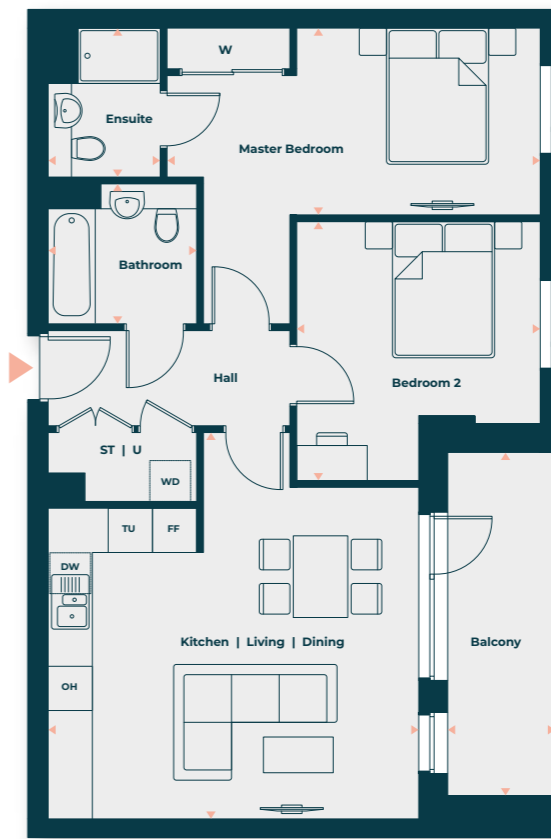 W
Ensuite
Master Bedroom
Bathroom
Hall
Bedroom 2
ST | U
WD
TU
FF
DW
Kitchen | Living | Dining
Balcony
OH